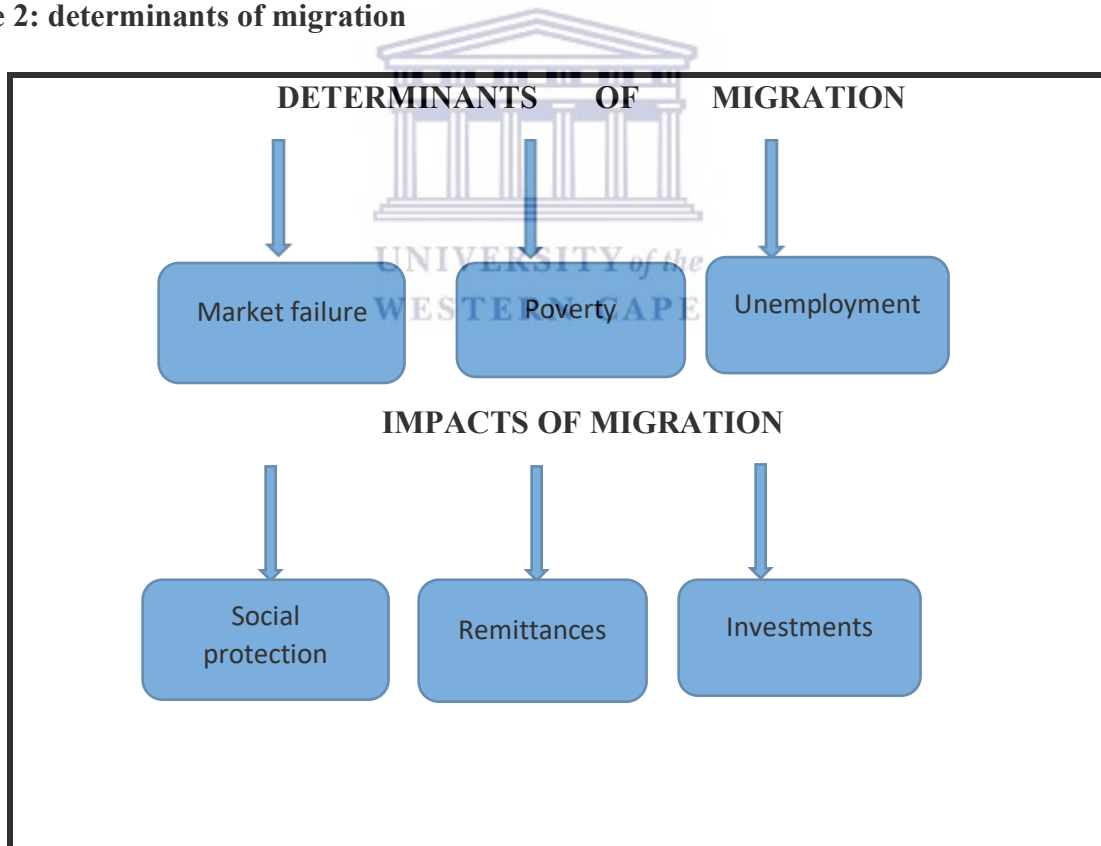 e 2: determinants of migration
DETERMINANTS OF MIGRATION
UNIVERSITY of the
WESTERN CAPE
Market failure
Poverty
Unemployment
IMPACTS OF MIGRATION
Social
protection
Remittances
Investments